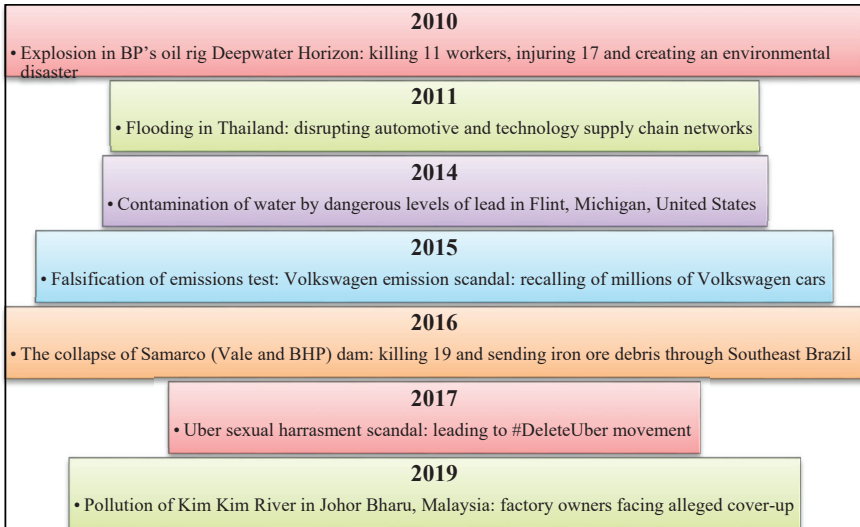 2010
• Explosion in BP's oil rig Deepwater Horizon: killing 11 workers, injuring 17 and creating an environmental
disaster
2011
• Flooding in Thailand: disrupting automotive and technology supply chain networks
2014
• Contamination of water by dangerous levels of lead in Flint, Michigan, United States
2015
• Falsification of emissions test: Volkswagen emission scandal: recalling of millions of Volkswagen cars
2016
• The collapse of Samarco (Vale and BHP) dam: killing 19 and sending iron ore debris through Southeast Brazil
2017
• Uber sexual harrasment scandal: leading to #DeleteUber movement
2019
• Pollution of Kim Kim River in Johor Bharu, Malaysia: factory owners facing alleged cover-up